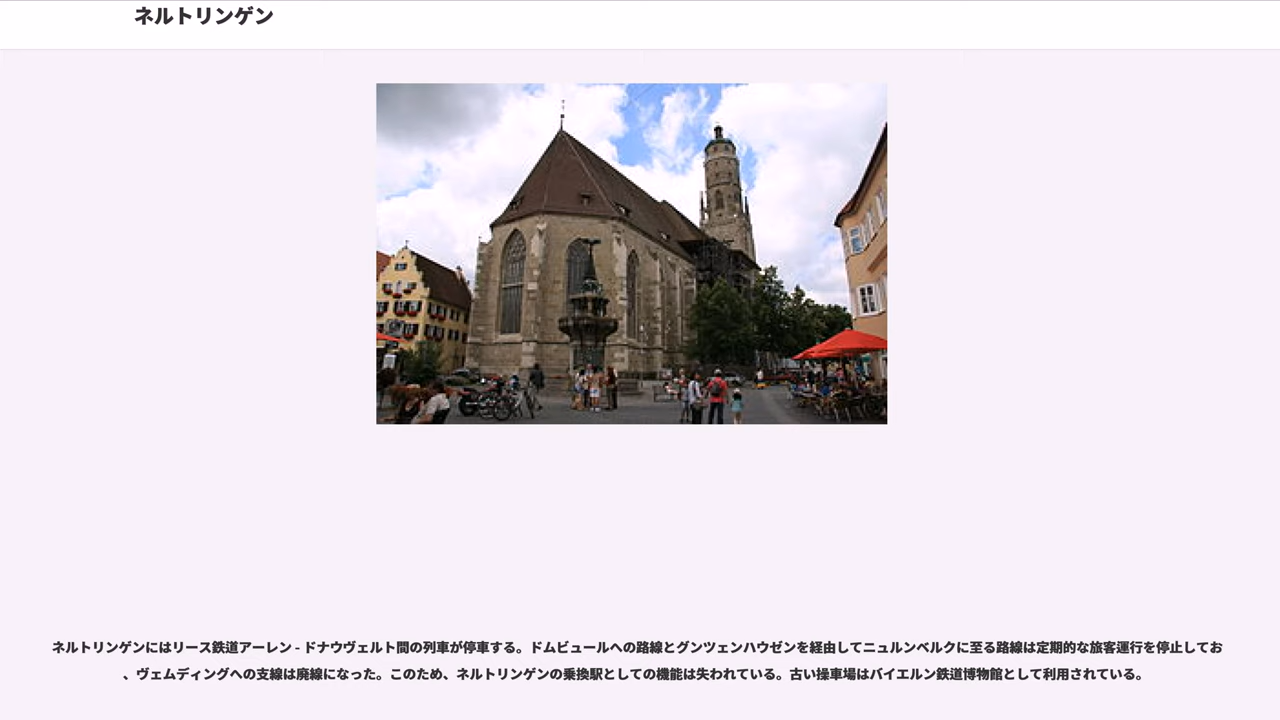 ネルトリンゲン
ネルトリンゲンにはリース鉄道アーレン - ドナウヴェルト間の列車が停車する。ドムビュールへの路線とグンツェンハウゼンを経由してニュルンベルクに至る路線は定期的な旅客運行を停止してお
、ヴェムディングへの支線は廃線になった。このため、ネルトリンゲンの乗換駅としての機能は失われている。古い操車場はバイエルン鉄道博物館として利用されている。